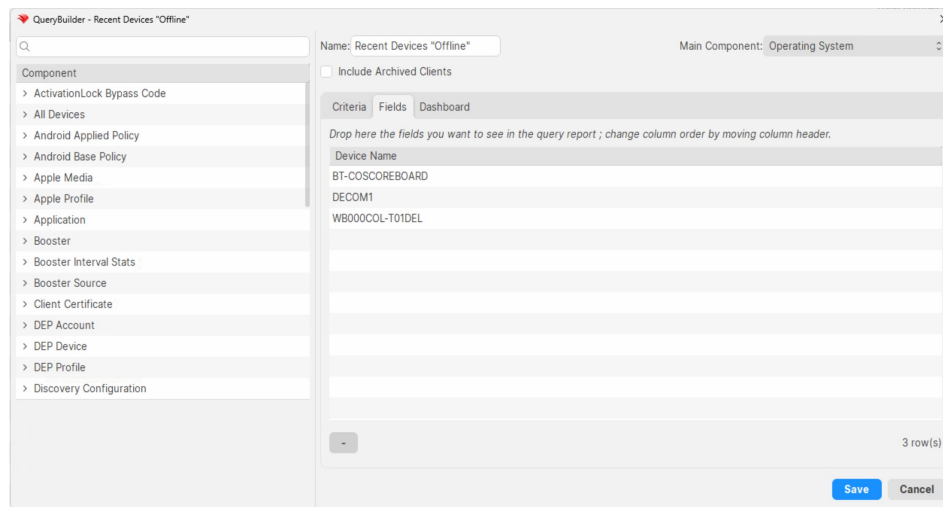 QueryBuilder - Recent Devices "Offline"
Name: Recent Devices "Offline"
Main Component: Operating System
Include Archived Clients
Component
ActivationLock Bypass Code
All Devices
Android Applied Policy
Android Base Policy
Apple Media
Apple Profile
Application
Booster
Booster Interval Stats
Booster Source
Client Certificate
DEP Account
DEP Device
DEP Profile
Discovery Configuration
Criteria Fields Dashboard
Drop here the fields you want to see in the query report ; change column order by moving column header.
Device Name
BT-COSCOREBOARD
DECOM1
WB000COL-T01DEL
-
3 row(s)
Save Cancel